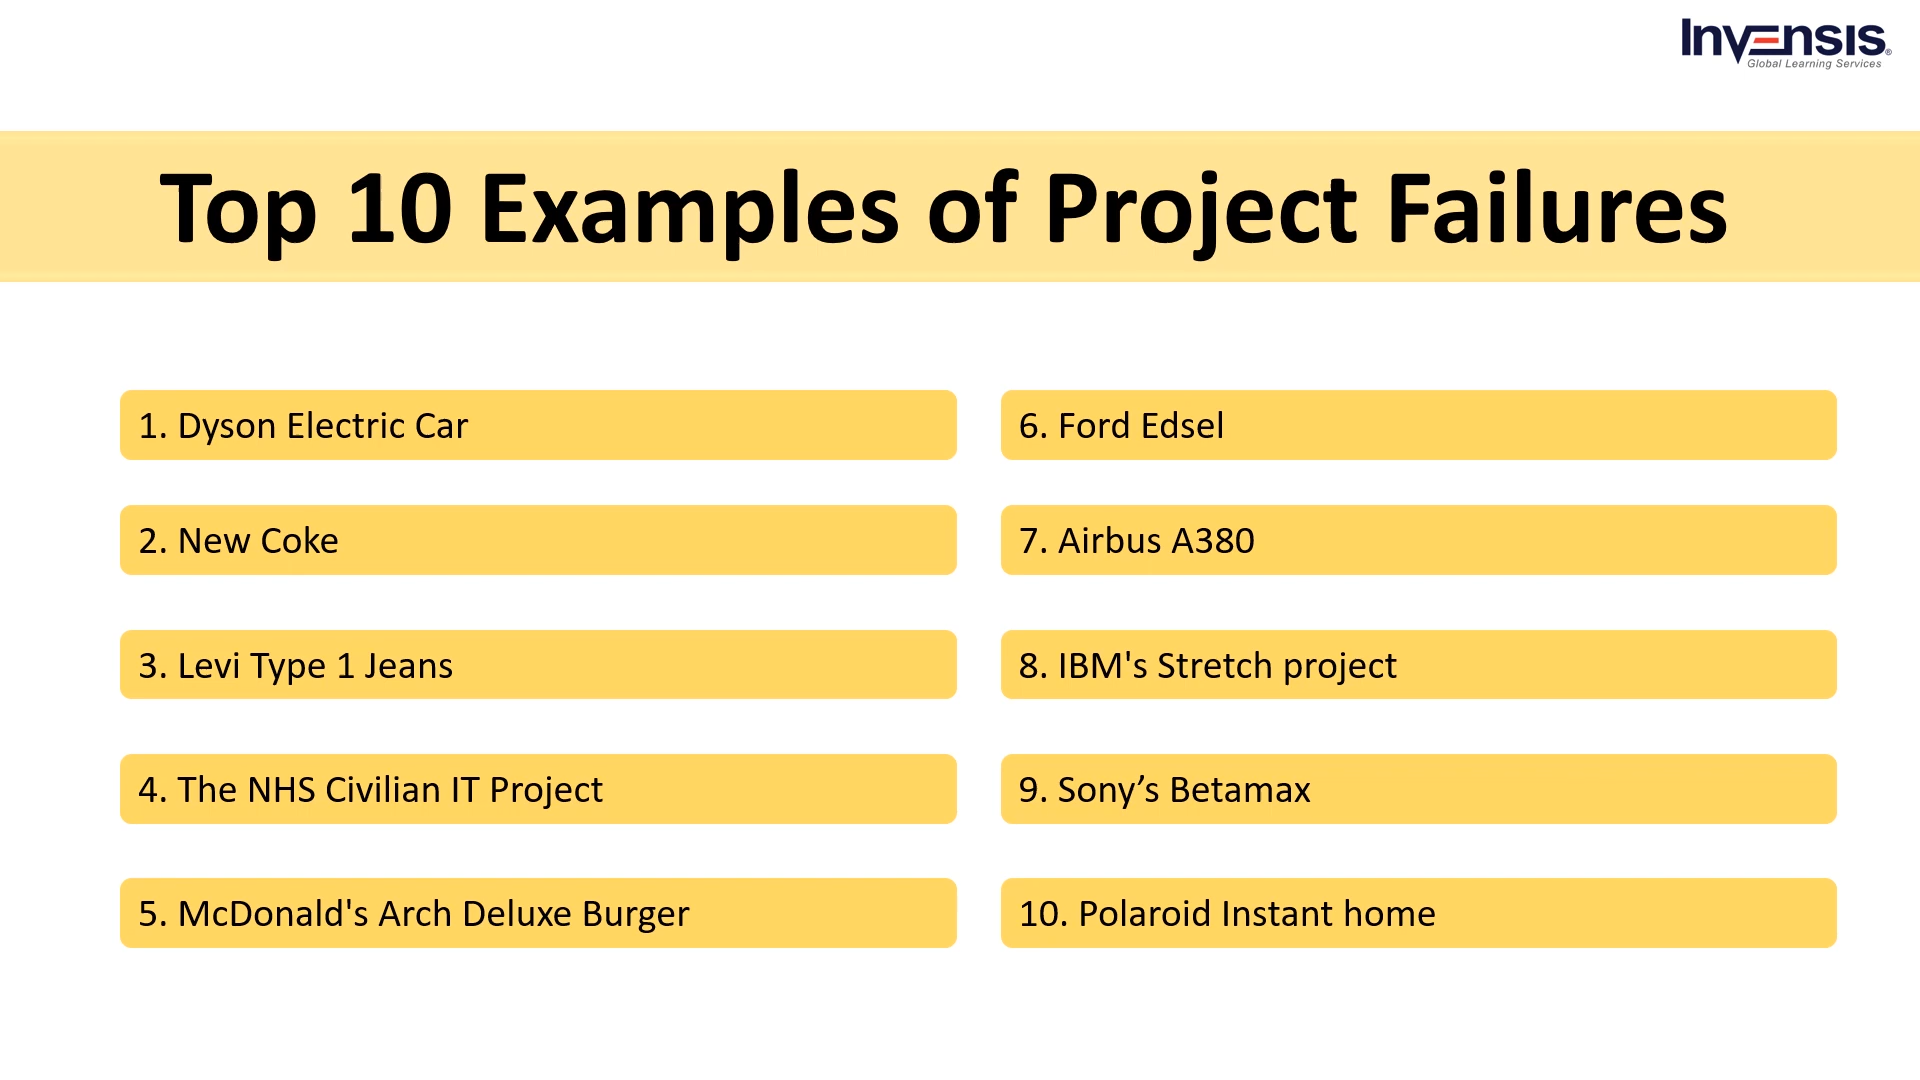 Invensis®
Global Learning Services
Top 10 Examples of Project Failures
1. Dyson Electric Car
2. New Coke
3. Levi Type 1 Jeans
4. The NHS Civilian IT Project
5. McDonald's Arch Deluxe Burger
6. Ford Edsel
7. Airbus A380
8. IBM's Stretch project
9. Sony’s Betamax
10. Polaroid Instant home